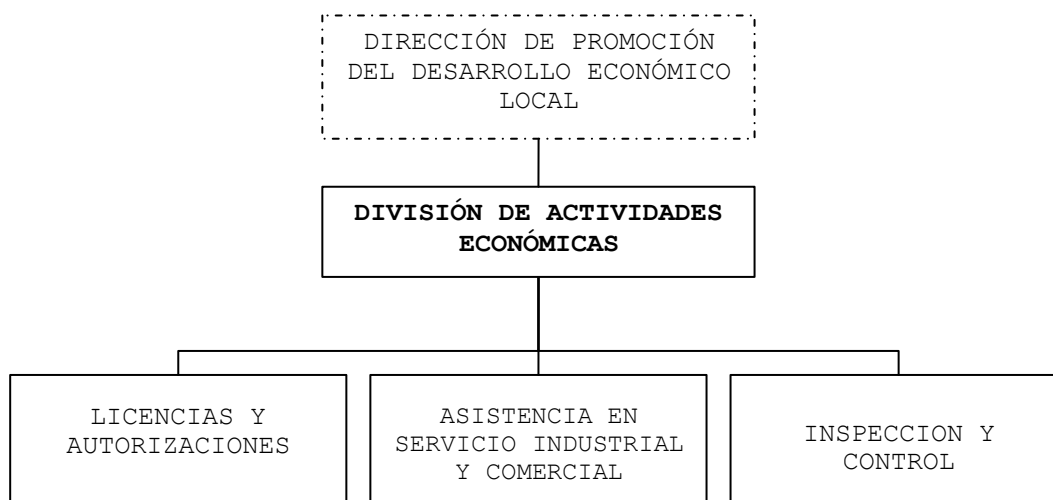 DIRECCIÓN DE PROMOCIÓN
DEL DESARROLLO ECONÓMICO
LOCAL
DIVISIÓN DE ACTIVIDADES
ECONÓMICAS
LICENCIAS Y
AUTORIZACIONES
ASISTENCIA EN
SERVICIO INDUSTRIAL
Y COMERCIAL
INSPECCION Y
CONTROL